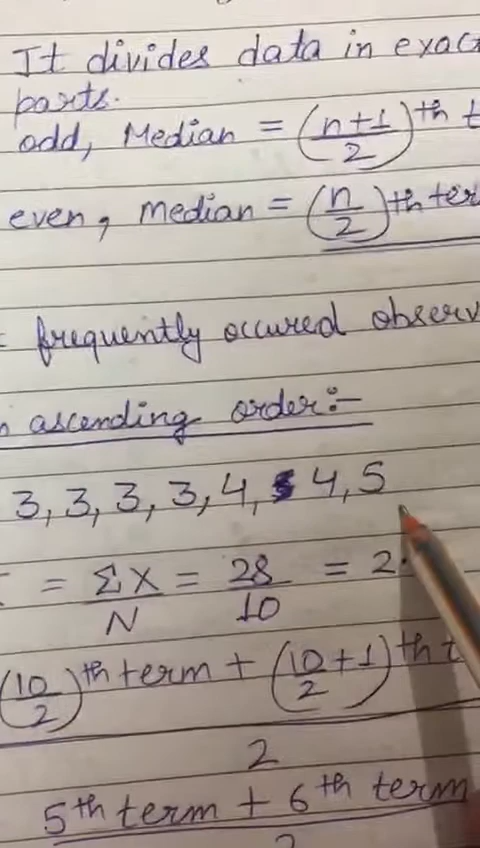 It divides data in exac
parts.
odd, Median = (n+1/2)th t
even, median = (n/2)th ter
= frequently occured observ
ascending order:-
3, 3, 3, 3, 4, 4, 5
= ΣX/N = 28/10 = 2.
(10/2)th term + (10/2 + 1)th t
2
5th term + 6th term
2